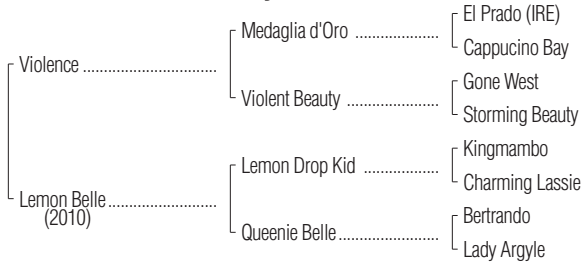 El Prado (IRE)
Medaglia d'Oro ....................
Cappucino Bay
Violence ................................
Gone West
Violent Beauty ......................
Storming Beauty
Kingmambo
Lemon Drop Kid ..................
Charming Lassie
Lemon Belle ..........................
(2010)
Bertrando
Queenie Belle ........................
Lady Argyle